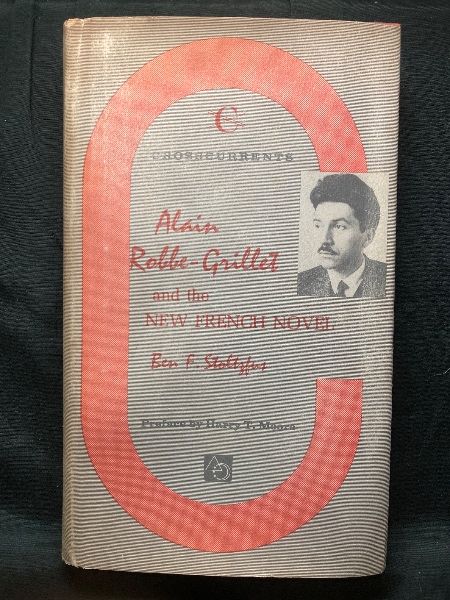 CROSSCURRENTS
Alain
Robbe-Grillet
and the
NEW FRENCH NOVEL
Ben F. Stoltzfus
Preface by Harry T. Moore